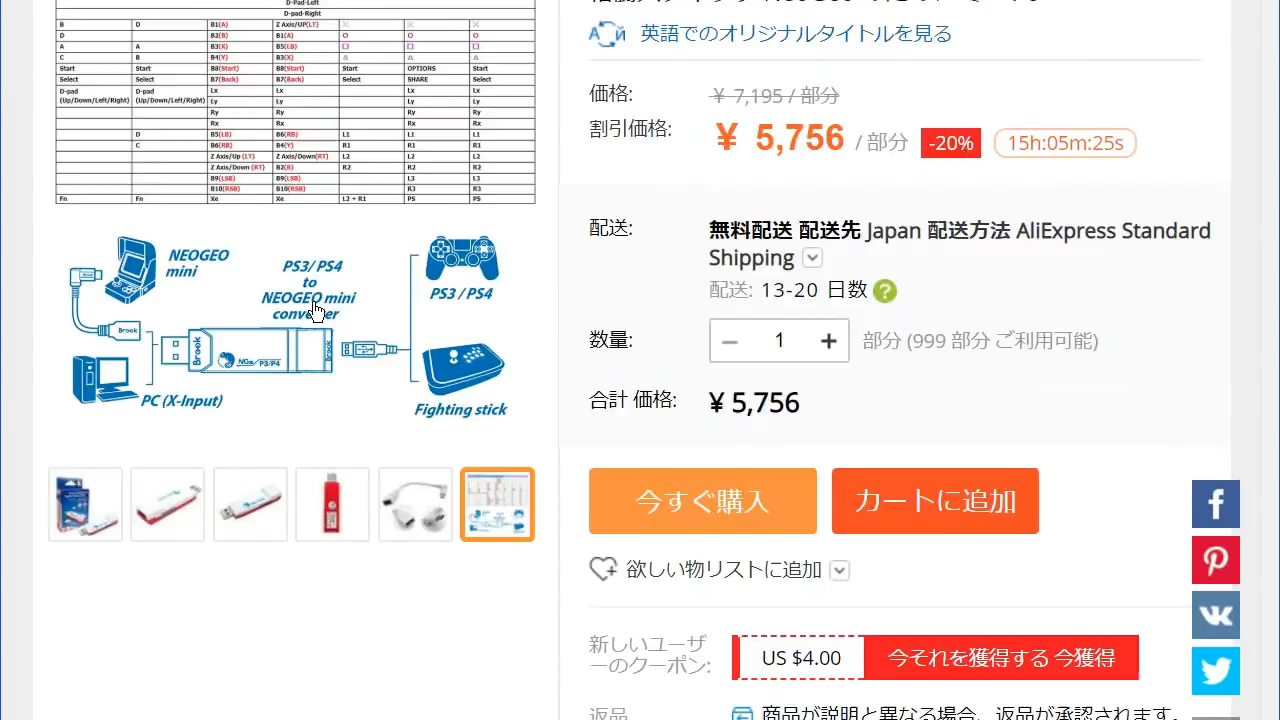 D-Pad-Left
D-pad-Right
B D B1(A) Z Axis/UP(LT)
D B2(B) B1(A) O O O
A A B3(X) B5(LB) □ □ □
C B B4(Y) B3(X) △ △ △
Start Start B8(Start) B8(Start) Start OPTIONS Start
Select Select B7(Back) B7(Back) Select SHARE Select
D-pad (Up/Down/Left/Right) D-pad (Up/Down/Left/Right) Lx Lx Lx Lx
Ly Ly Ly Ly
Ry Ry Ry Ry
Rx Rx Rx Rx
D B5(LB) B6(RB) L1 L1 L1
C B6(RB) B4(Y) R1 R1 R1
Z Axis/Up (LT) Z Axis/Down(RT) L2 L2 L2
Z Axis/Down (RT) B2(B) R2 R2 R2
B9(LSB) B9(LSB) L3 L3
B10(RSB) B10(RSB) R3 R3
Fn Fn Xe Xe L2 + R1 PS PS
NEOGEO
mini
PS3/ PS4
to
NEOGEO mini
converter
PS3 / PS4
Brook
Brook
NGm/P3/P4
Brook
PC (X-Input)
Fighting stick
英語でのオリジナルタイトルを見る
価格: ¥ 7,195 / 部分
割引価格: ¥ 5,756 / 部分 -20% 15h:05m:25s
配送: 無料配送 配送先 Japan 配送方法 AliExpress Standard
Shipping
配送: 13-20 日数 ?
数量: − 1 + 部分 (999 部分 ご利用可能)
合計 価格: ¥ 5,756
今すぐ購入 カートに追加
欲しい物リストに追加
新しいユーザ
ーのクーポン: US $4.00 今それを獲得する 今獲得
返品 商品が説明と異なる場合、返品が承認されます。